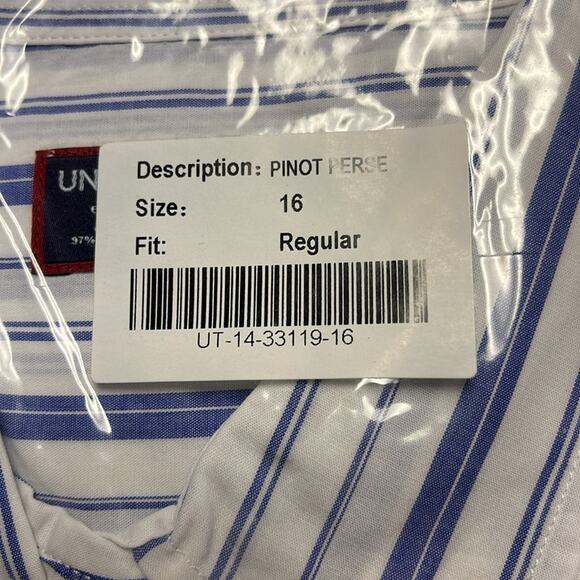 UN
97%
Description: PINOT PERSE
Size: 16
Fit: Regular
UT-14-33119-16